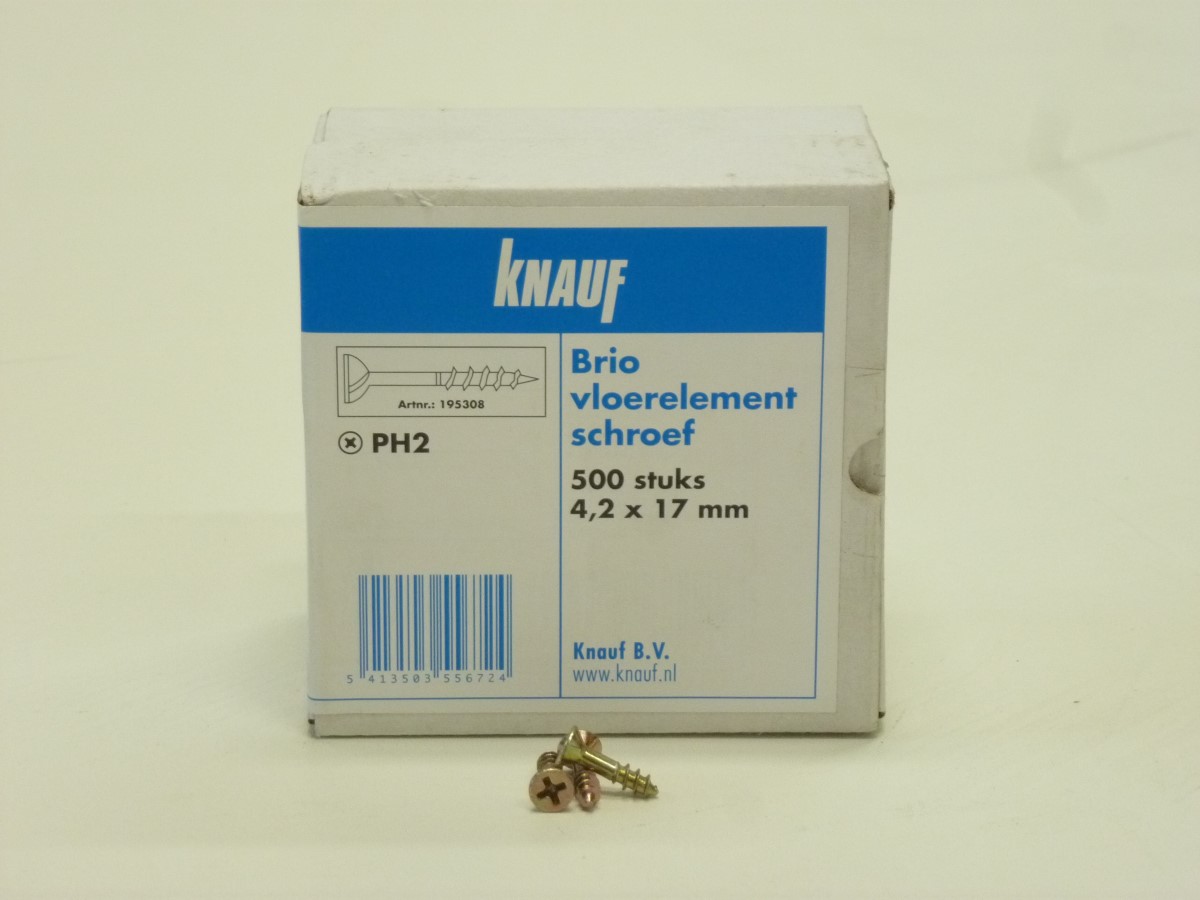 KNAUF
Artnr.: 195308
PH2
Brio
vloerelement
schroef
500 stuks
4,2 x 17 mm
5 413503 556724
Knauf B.V.
www.knauf.nl